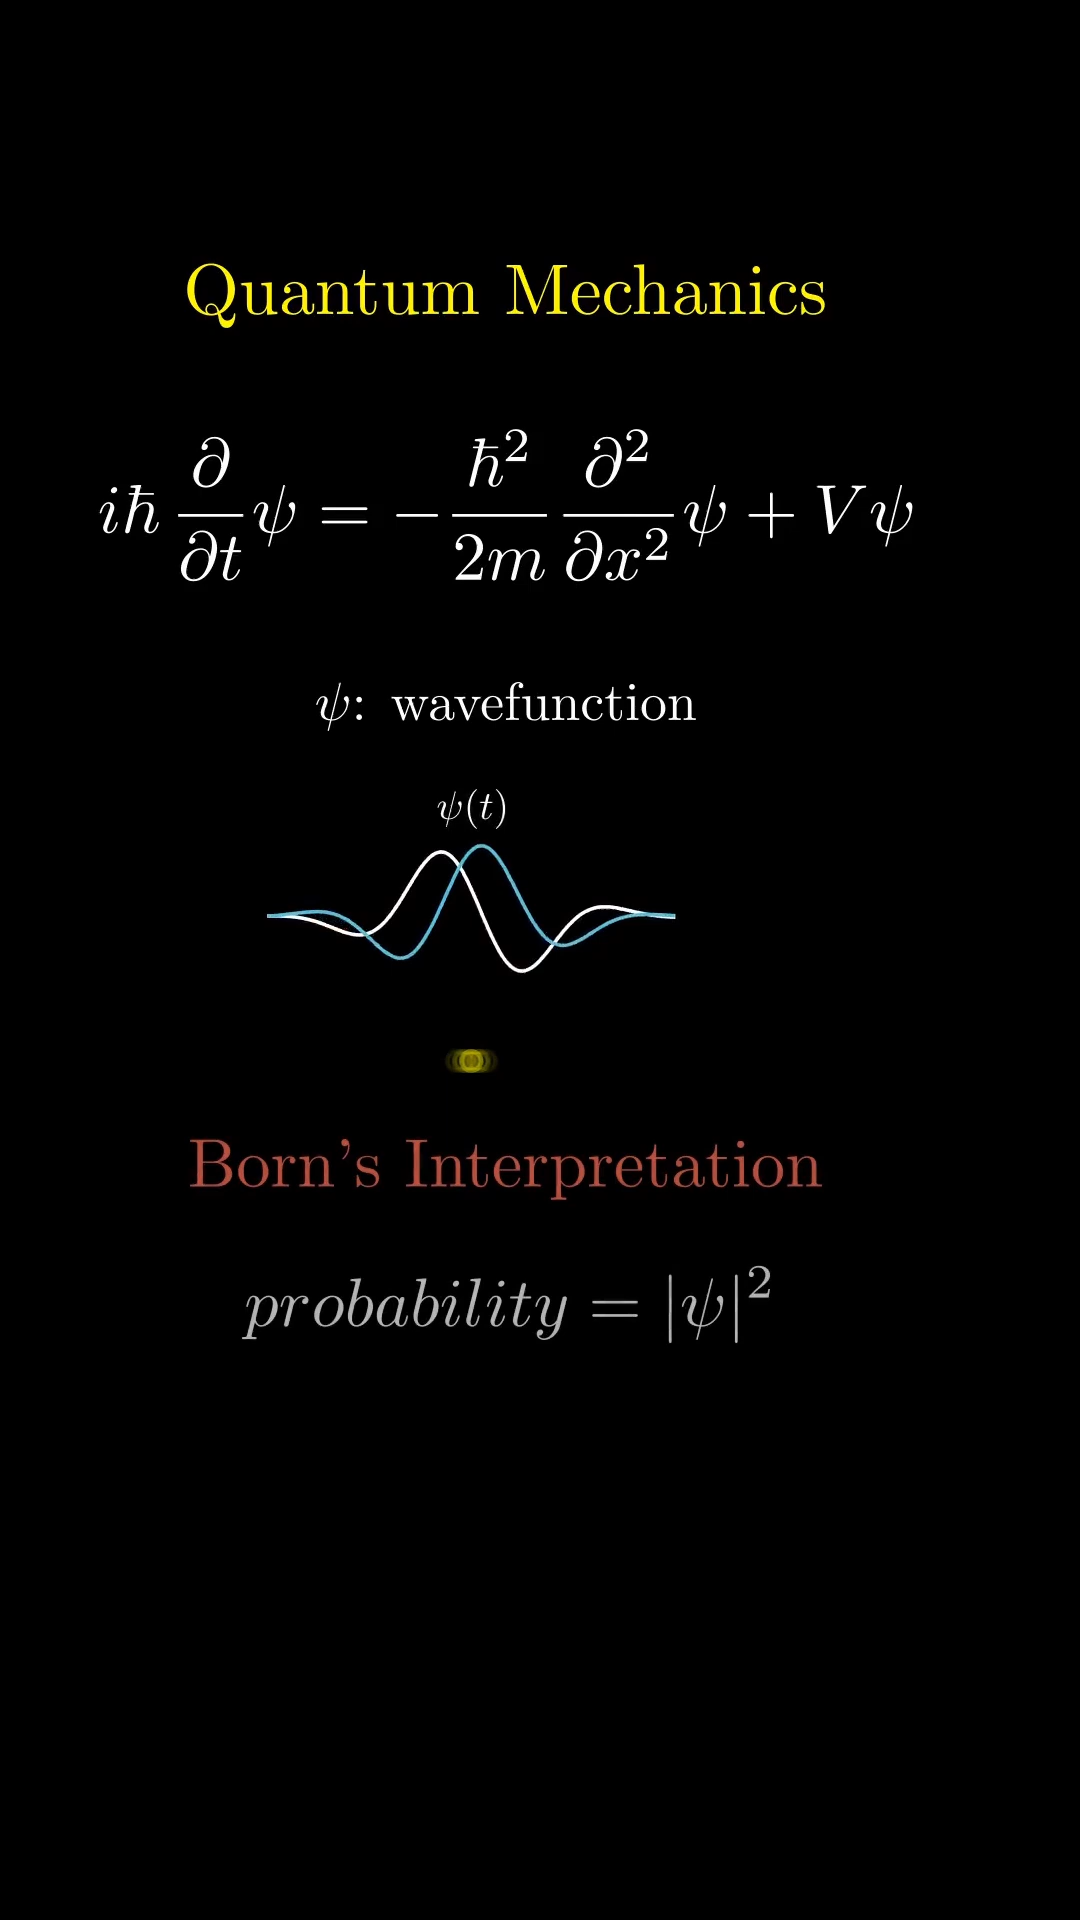 Quantum Mechanics
iℏ ∂/∂t ψ = − ℏ²/2m ∂²/∂x² ψ + Vψ
ψ: wavefunction
ψ(t)
Born’s Interpretation
probability = |ψ|²